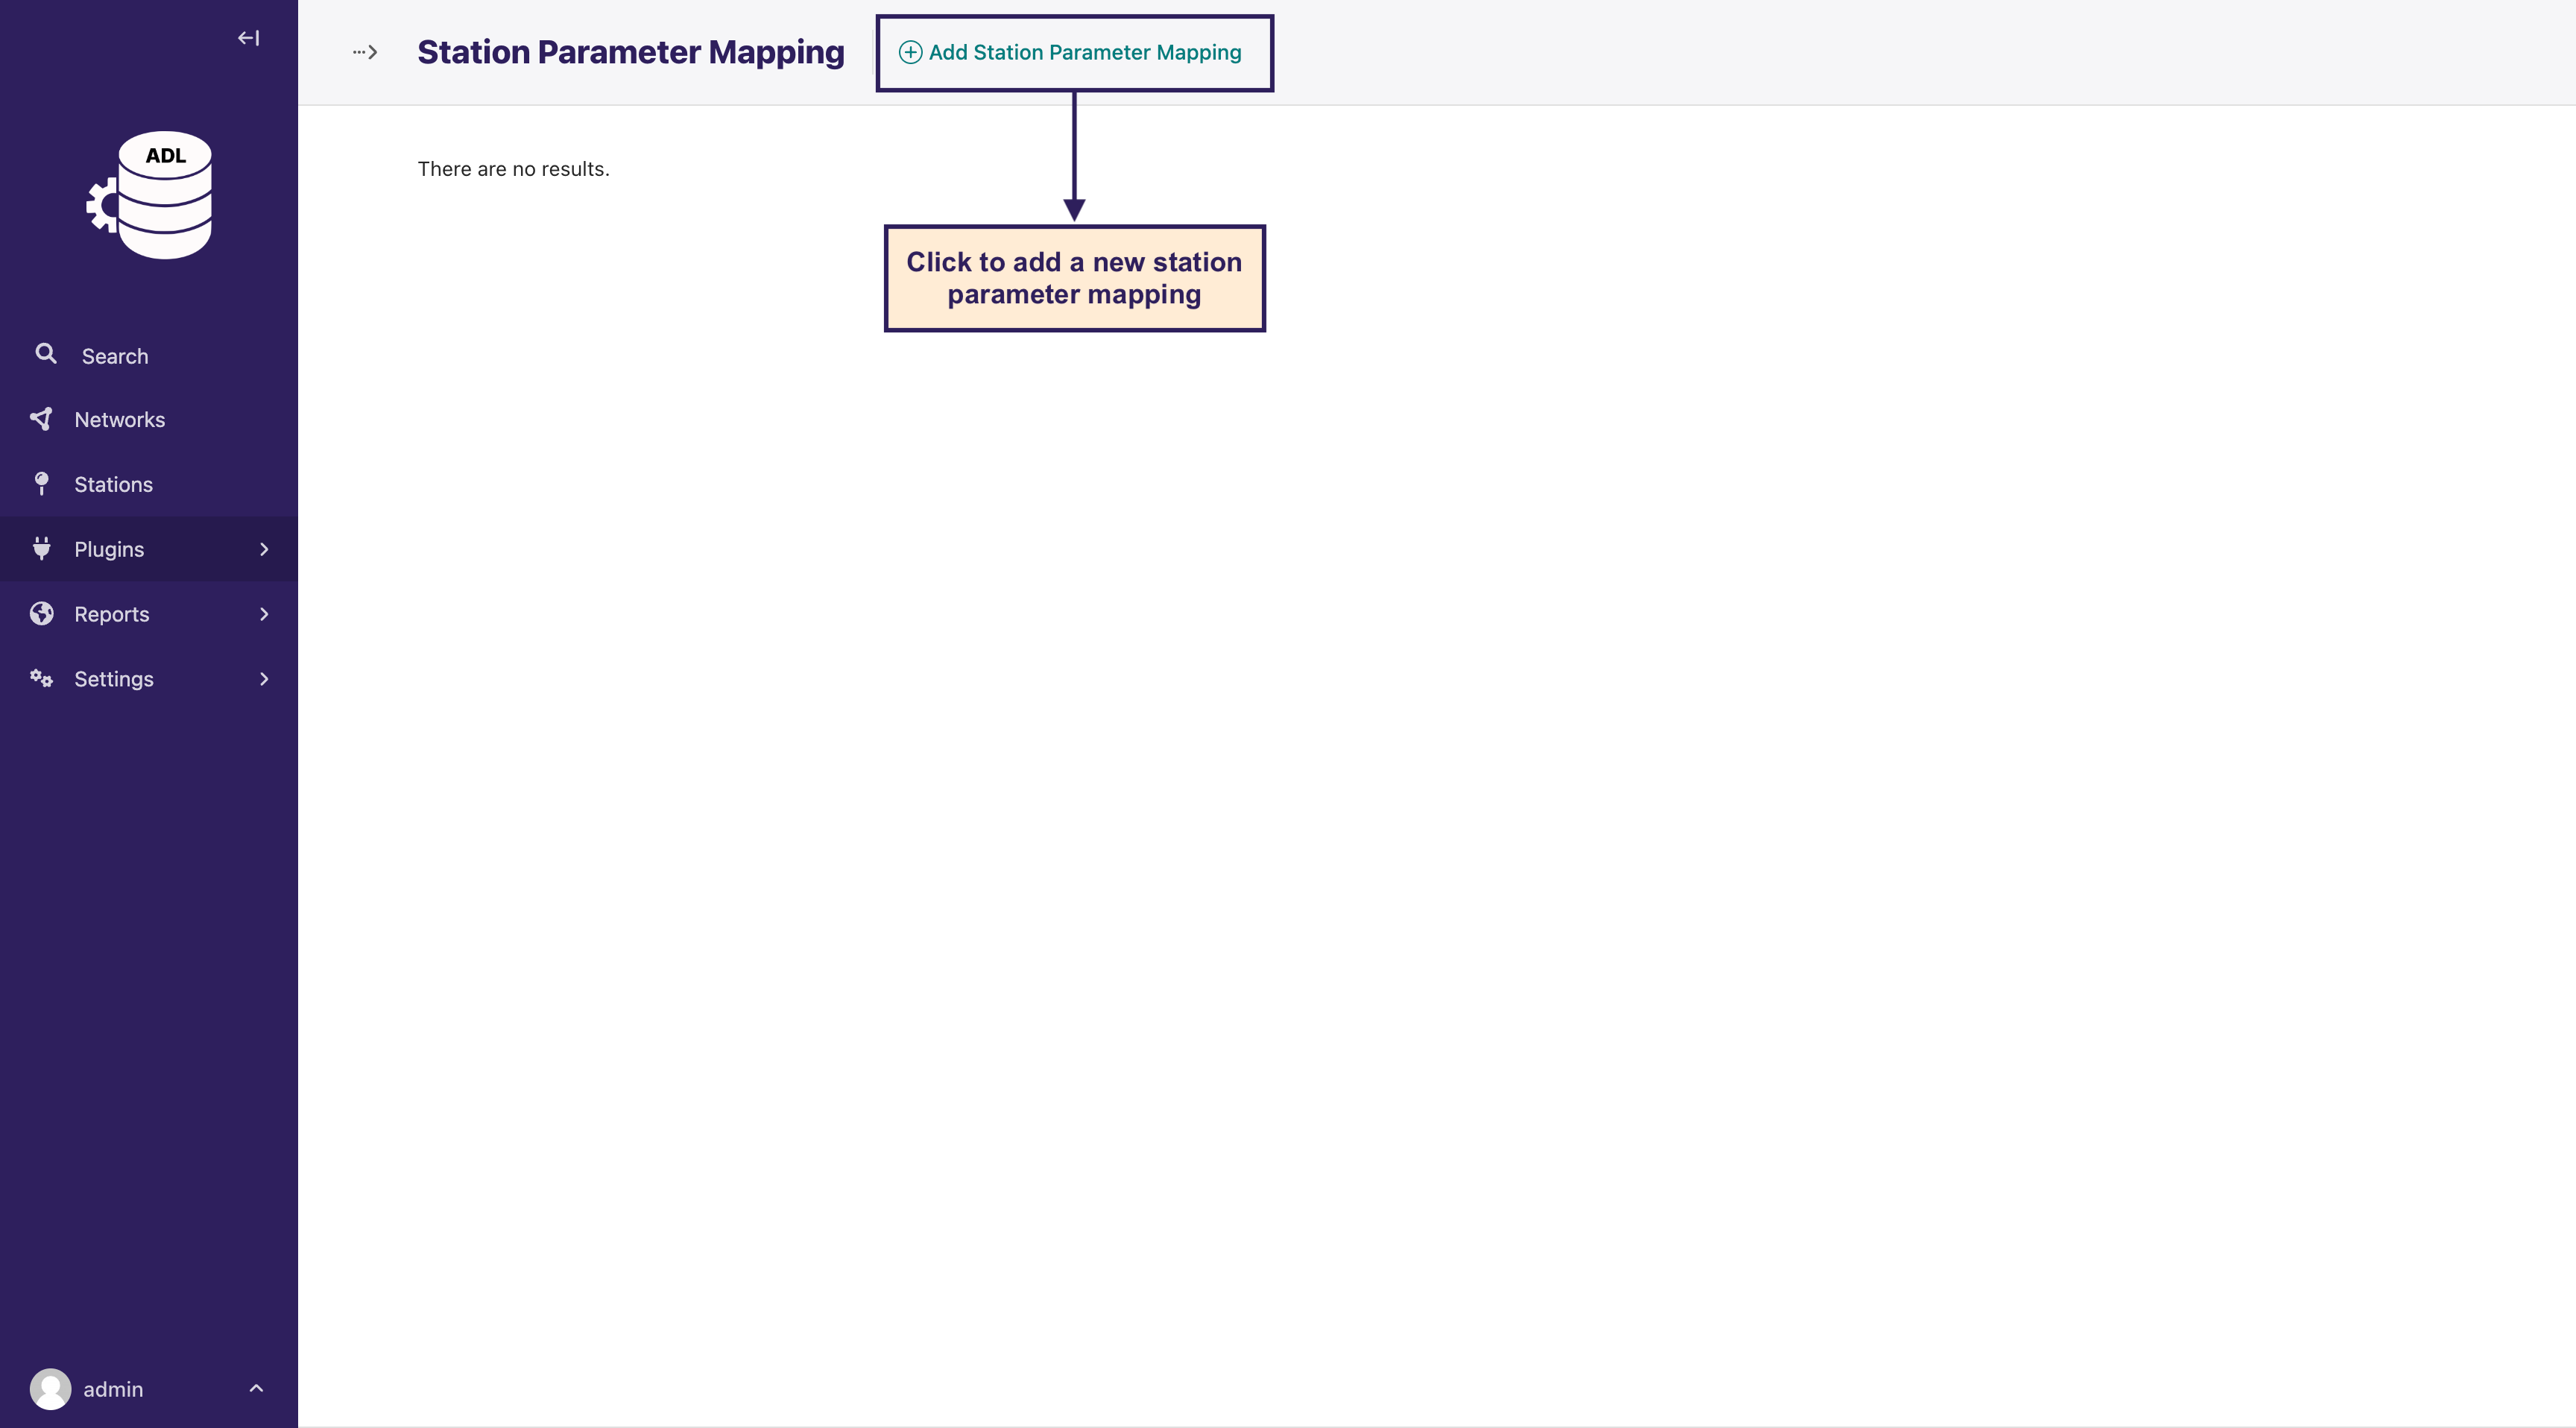 ADL
Search
Networks
Stations
Plugins
Reports
Settings
admin
Station Parameter Mapping
Add Station Parameter Mapping
There are no results.
Click to add a new station
parameter mapping